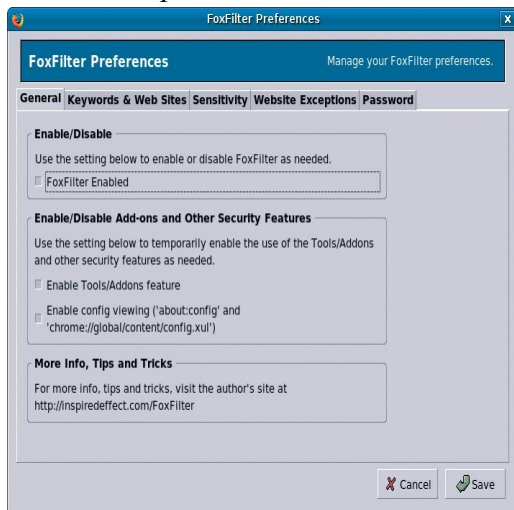 FoxFilter Preferences
FoxFilter Preferences
Manage your FoxFilter preferences.
General Keywords & Web Sites Sensitivity Website Exceptions Password
Enable/Disable
Use the setting below to enable or disable FoxFilter as needed.
FoxFilter Enabled
Enable/Disable Add-ons and Other Security Features
Use the setting below to temporarily enable the use of the Tools/Addons
and other security features as needed.
Enable Tools/Addons feature
Enable config viewing ('about:config' and
'chrome://global/content/config.xul')
More Info, Tips and Tricks
For more info, tips and tricks, visit the author's site at
http://inspiredeffect.com/FoxFilter
Cancel Save